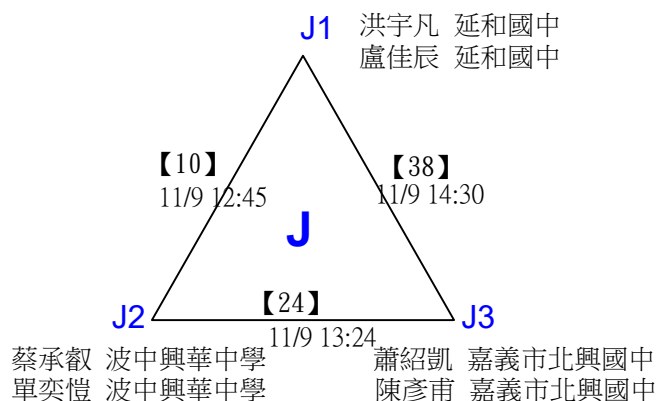 J1 洪宇凡 延和國中
盧佳辰 延和國中
【10】 【38】
11/9 12:45 11/9 14:30
J
【24】
J2 J3
11/9 13:24
蔡承叡 波中興華中學 蕭紹凱 嘉義市北興國中
單奕愷 波中興華中學 陳彥甫 嘉義市北興國中